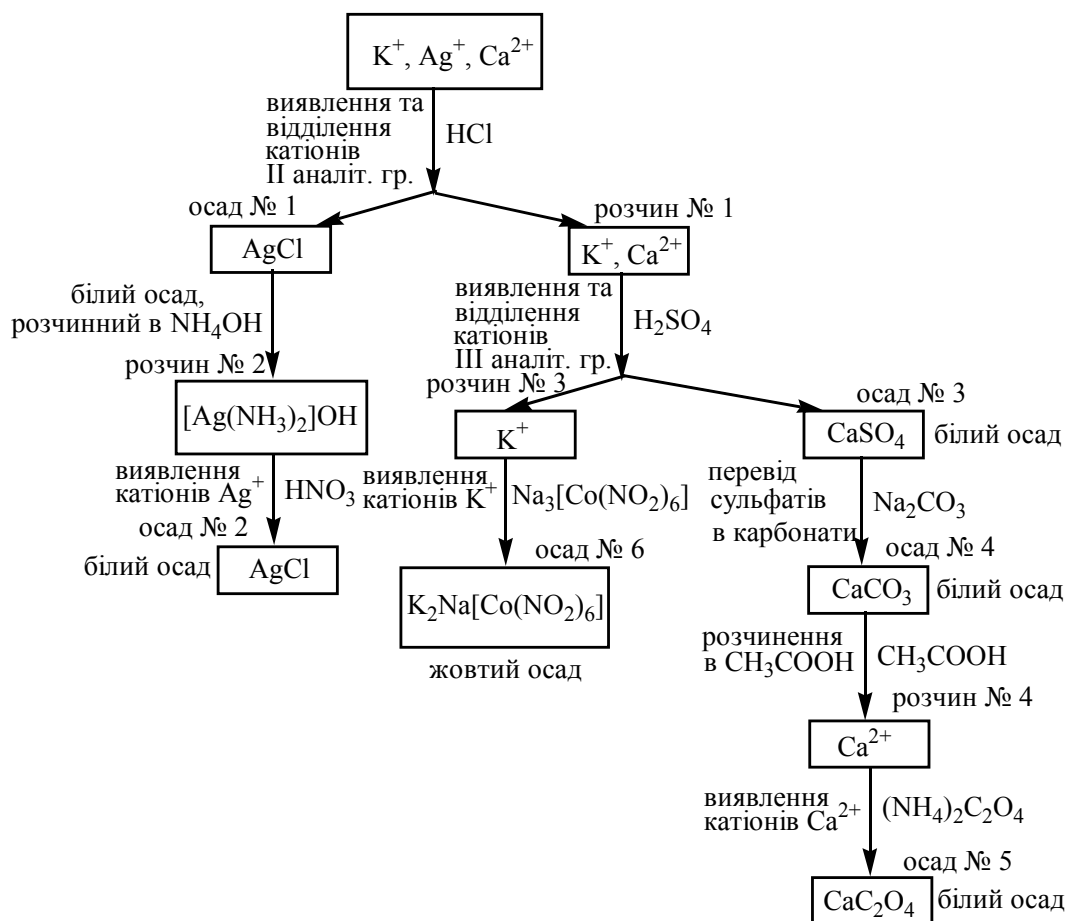 K⁺, Ag⁺, Ca²⁺
виявлення та
відділення
катіонів
ІІ аналіт. гр.
HCl
осад № 1
AgCl
розчин № 1
K⁺, Ca²⁺
білий осад,
розчинний в NH₄OH
виявлення та
відділення
катіонів
ІІІ аналіт. гр.
H₂SO₄
розчин № 2
[Ag(NH₃)₂]OH
розчин № 3
K⁺
осад № 3
CaSO₄
білий осад
виявлення
катіонів Ag⁺
HNO₃
виявлення
катіонів K⁺
Na₃[Co(NO₂)₆]
перевід
сульфатів
в карбонати
Na₂CO₃
осад № 2
білий осад
AgCl
осад № 6
K₂Na[Co(NO₂)₆]
жовтий осад
осад № 4
CaCO₃
білий осад
розчинення
в CH₃COOH
CH₃COOH
розчин № 4
Ca²⁺
виявлення
катіонів Ca²⁺
(NH₄)₂C₂O₄
осад № 5
CaC₂O₄
білий осад